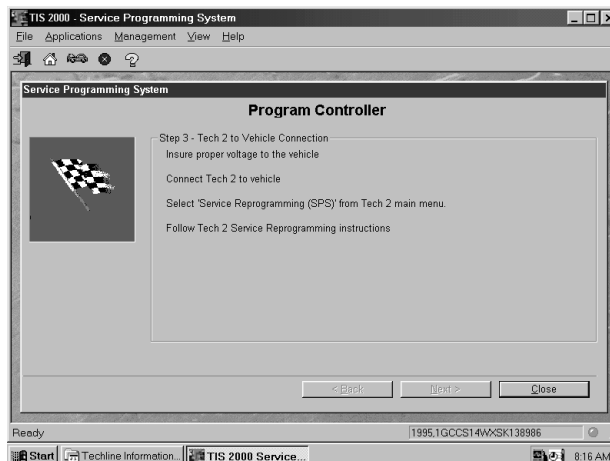 TIS 2000 - Service Programming System
File Applications Management View Help
Service Programming System
Program Controller
Step 3 - Tech 2 to Vehicle Connection
Insure proper voltage to the vehicle
Connect Tech 2 to vehicle
Select 'Service Reprogramming (SPS)' from Tech 2 main menu.
Follow Tech 2 Service Reprogramming instructions
< Back Next > Close
Ready 1995,1GCCS14WXSK138986
Start Techline Information... TIS 2000 Service... 8:16 AM